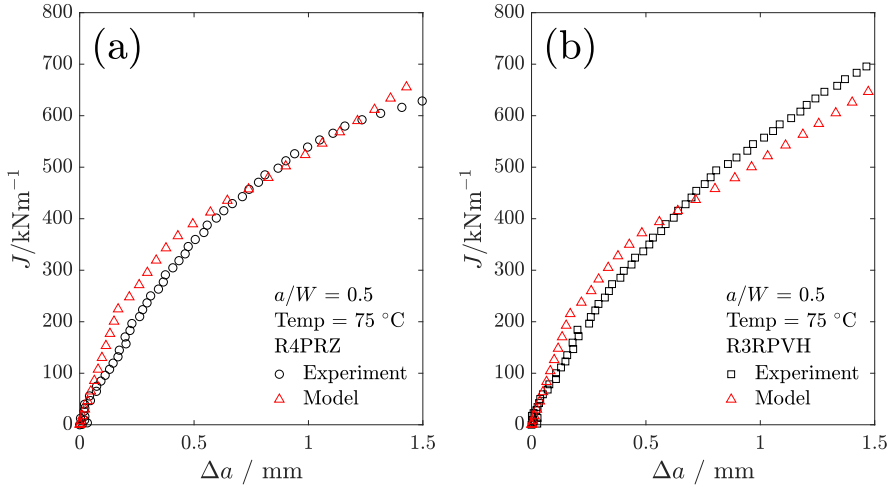 (a)
800
700
600
500
400
300
200
100
0
J/kNm⁻¹
0 0.5 1 1.5
Δa / mm
a/W = 0.5
Temp = 75 °C
R4PRZ
Experiment
Model
(b)
800
700
600
500
400
300
200
100
0
J/kNm⁻¹
0 0.5 1 1.5
Δa / mm
a/W = 0.5
Temp = 75 °C
R3RPVH
Experiment
Model